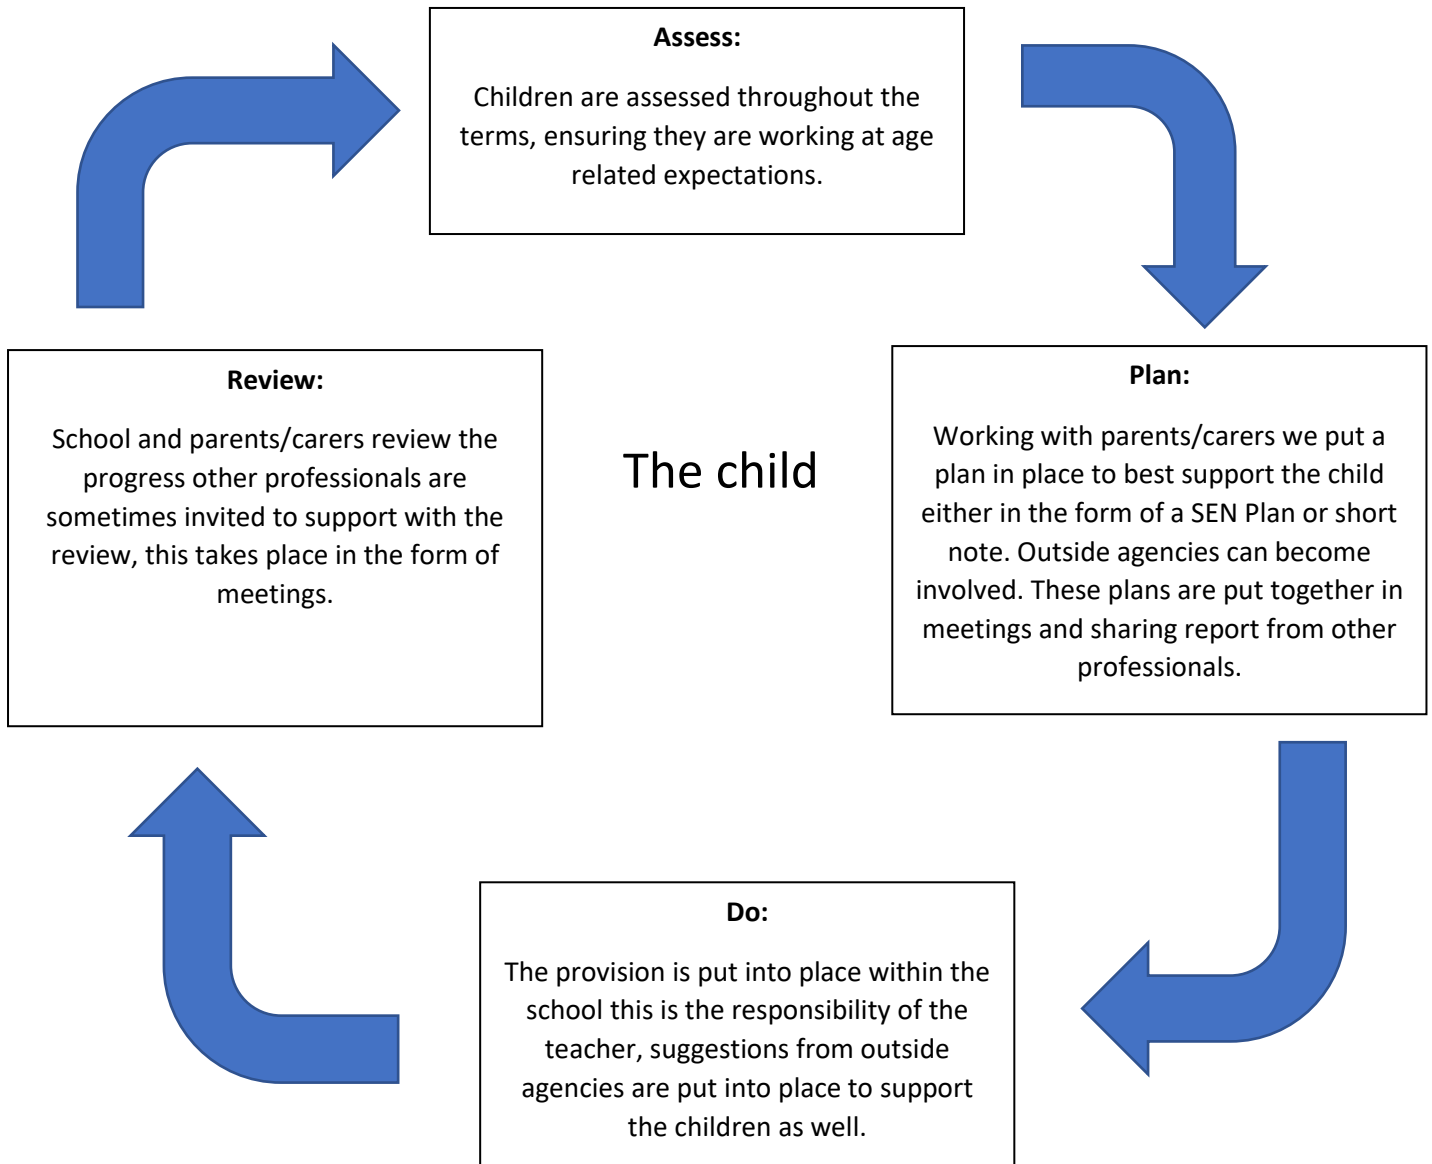 Assess:
Children are assessed throughout the
terms, ensuring they are working at age
related expectations.
Plan:
Working with parents/carers we put a
plan in place to best support the child
either in the form of a SEN Plan or short
note. Outside agencies can become
involved. These plans are put together in
meetings and sharing report from other
professionals.
Do:
The provision is put into place within the
school this is the responsibility of the
teacher, suggestions from outside
agencies are put into place to support
the children as well.
Review:
School and parents/carers review the
progress other professionals are
sometimes invited to support with the
review, this takes place in the form of
meetings.
The child